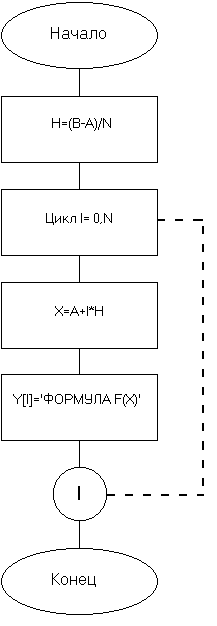 Начало
H=(B-A)/N
Цикл I= 0,N
X=A+I*H
Y[I]='ФОРМУЛА F(X)'
I
Конец